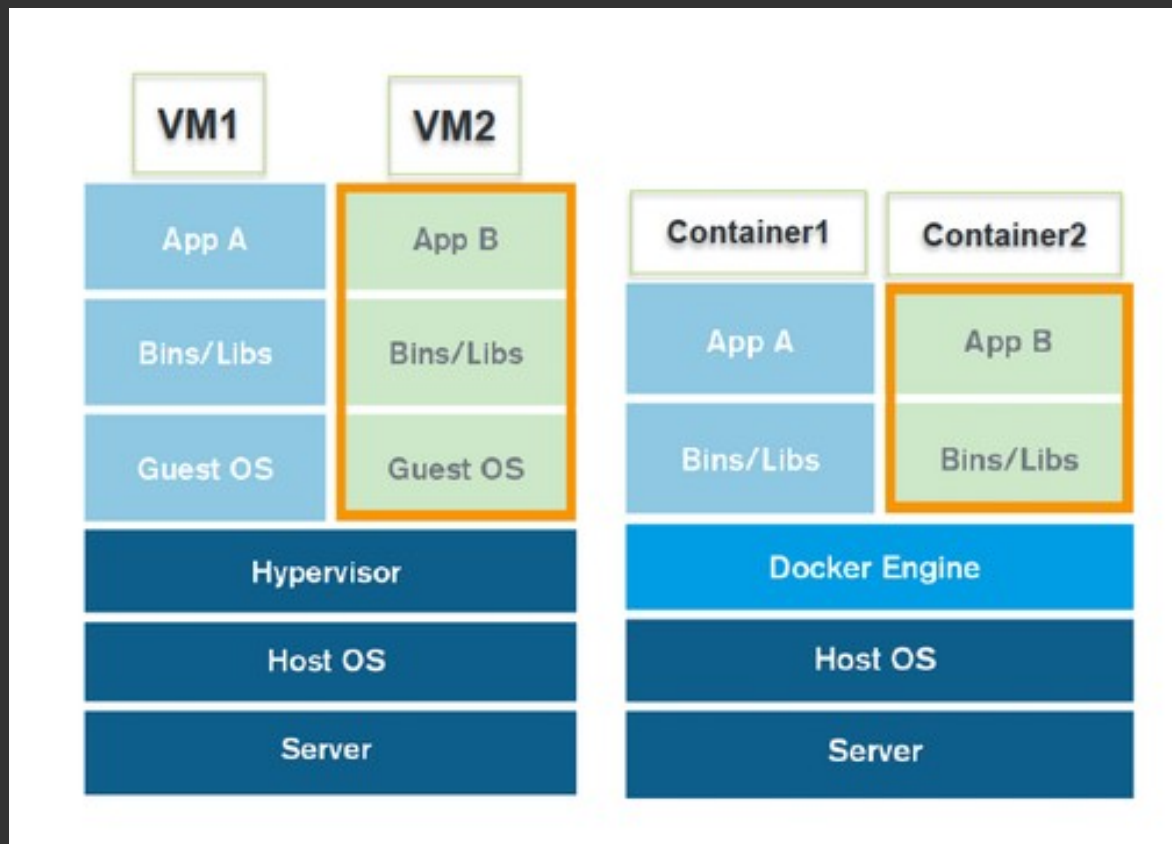 VM1
VM2
App A
App B
Bins/Libs
Bins/Libs
Guest OS
Guest OS
Hypervisor
Host OS
Server
Container1
Container2
App A
App B
Bins/Libs
Bins/Libs
Docker Engine
Host OS
Server